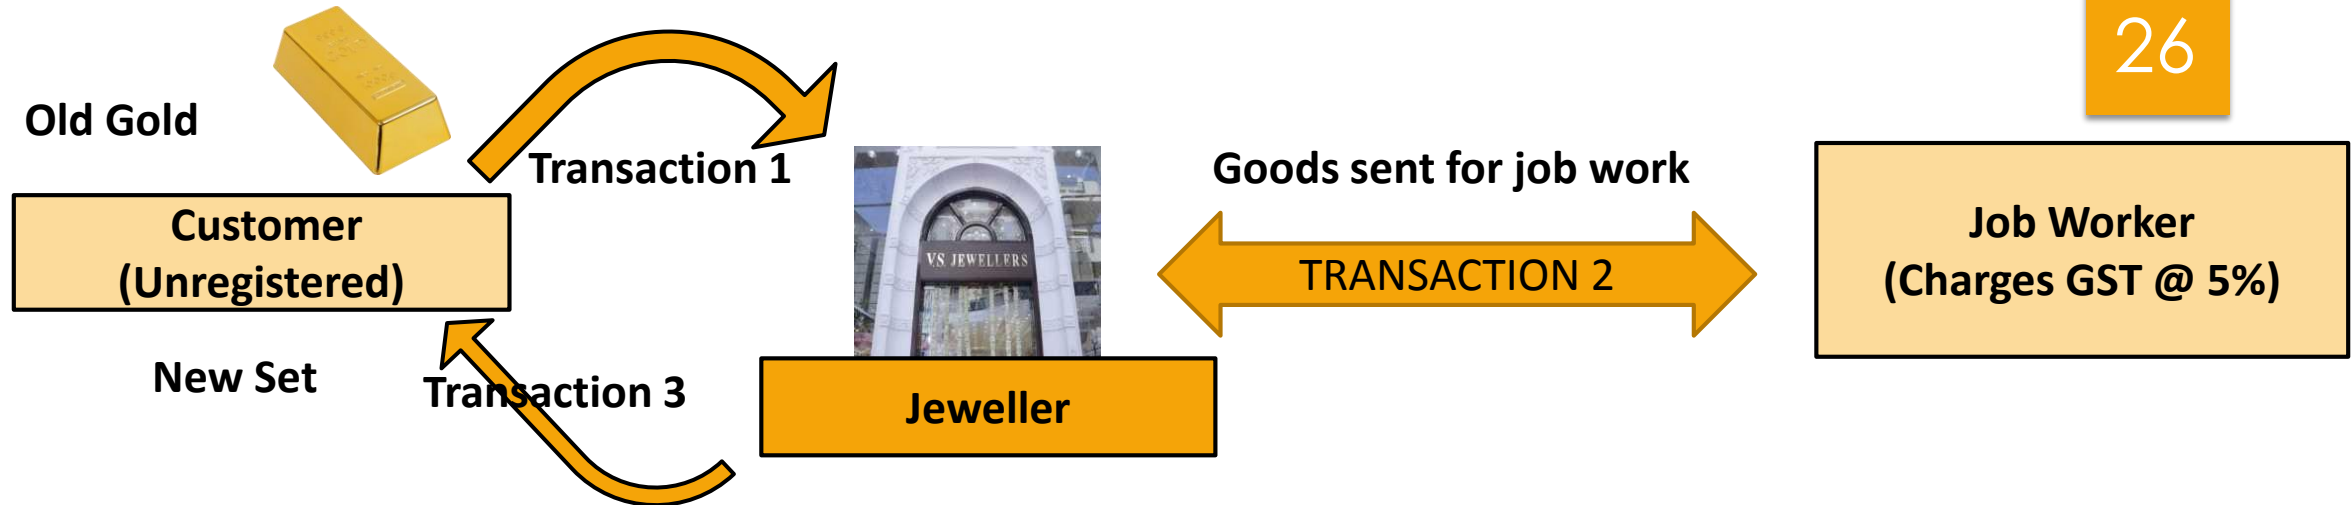 26
Old Gold
Transaction 1
Goods sent for job work
Customer
(Unregistered)
V.S. JEWELLERS
TRANSACTION 2
Job Worker
(Charges GST @ 5%)
New Set
Transaction 3
Jeweller